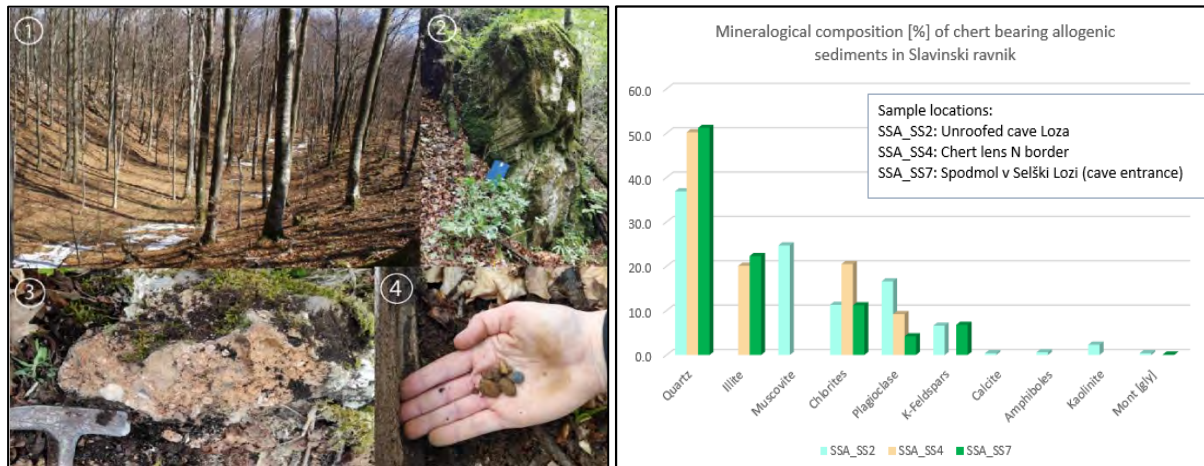 1
2
3
4
Mineralogical composition [%] of chert bearing allogenic
sediments in Slavinski ravnik
Sample locations:
SSA_SS2: Unroofed cave Loza
SSA_SS4: Chert lens N border
SSA_SS7: Spodmol v Selški Lozi (cave entrance)
60.0
50.0
40.0
30.0
20.0
10.0
0.0
Quartz
Illite
Muscovite
Chlorites
Plagioclase
K-Feldspars
Calcite
Amphiboles
Kaolinite
Mont [gly]
SSA_SS2 SSA_SS4 SSA_SS7